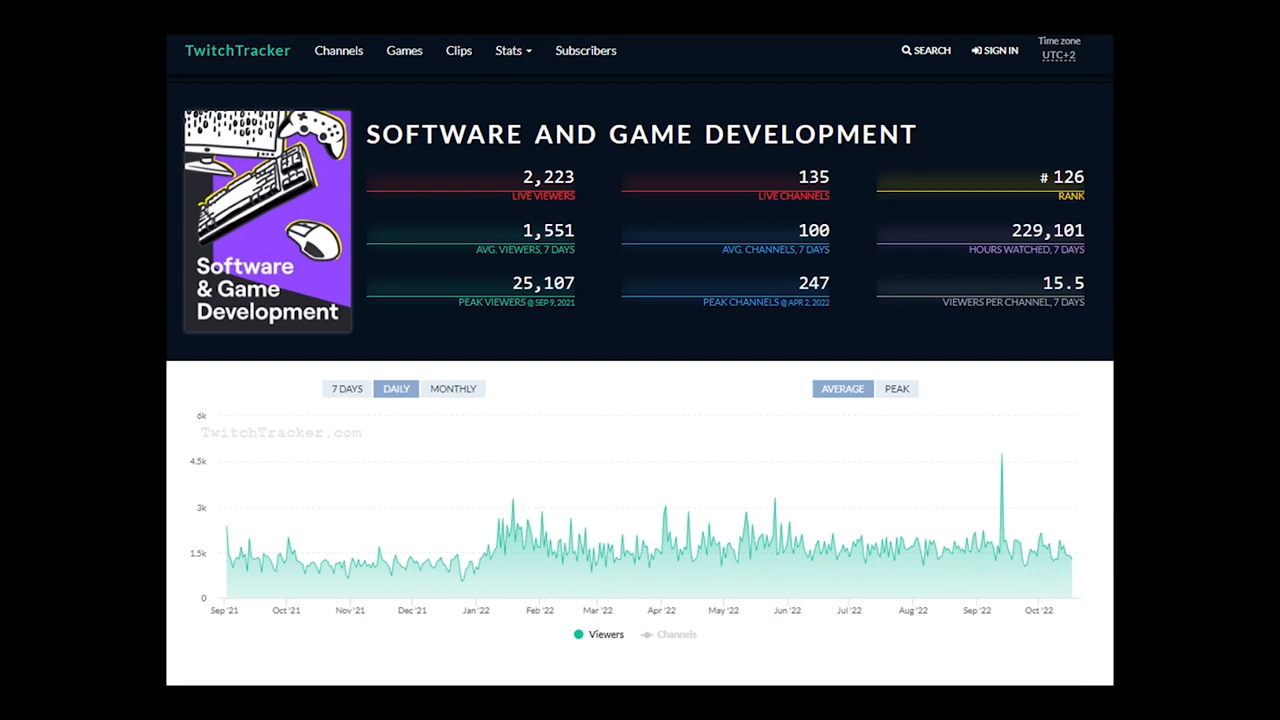 TwitchTracker Channels Games Clips Stats Subscribers SEARCH SIGN IN Time zone UTC+2
SOFTWARE AND GAME DEVELOPMENT
2,223 135 # 126
LIVE VIEWERS LIVE CHANNELS RANK
1,551 100 229,101
AVG. VIEWERS, 7 DAYS AVG. CHANNELS, 7 DAYS HOURS WATCHED, 7 DAYS
25,107 247 15.5
PEAK VIEWERS @ SEP 9, 2021 PEAK CHANNELS @ APR 2, 2022 VIEWERS PER CHANNEL, 7 DAYS
Software
& Game
Development
7 DAYS DAILY MONTHLY AVERAGE PEAK
6k
TwitchTracker.com
4.5k
3k
1.5k
0
Sep '21 Oct '21 Nov '21 Dec '21 Jan '22 Feb '22 Mar '22 Apr '22 May '22 Jun '22 Jul '22 Aug '22 Sep '22 Oct '22
Viewers Channels